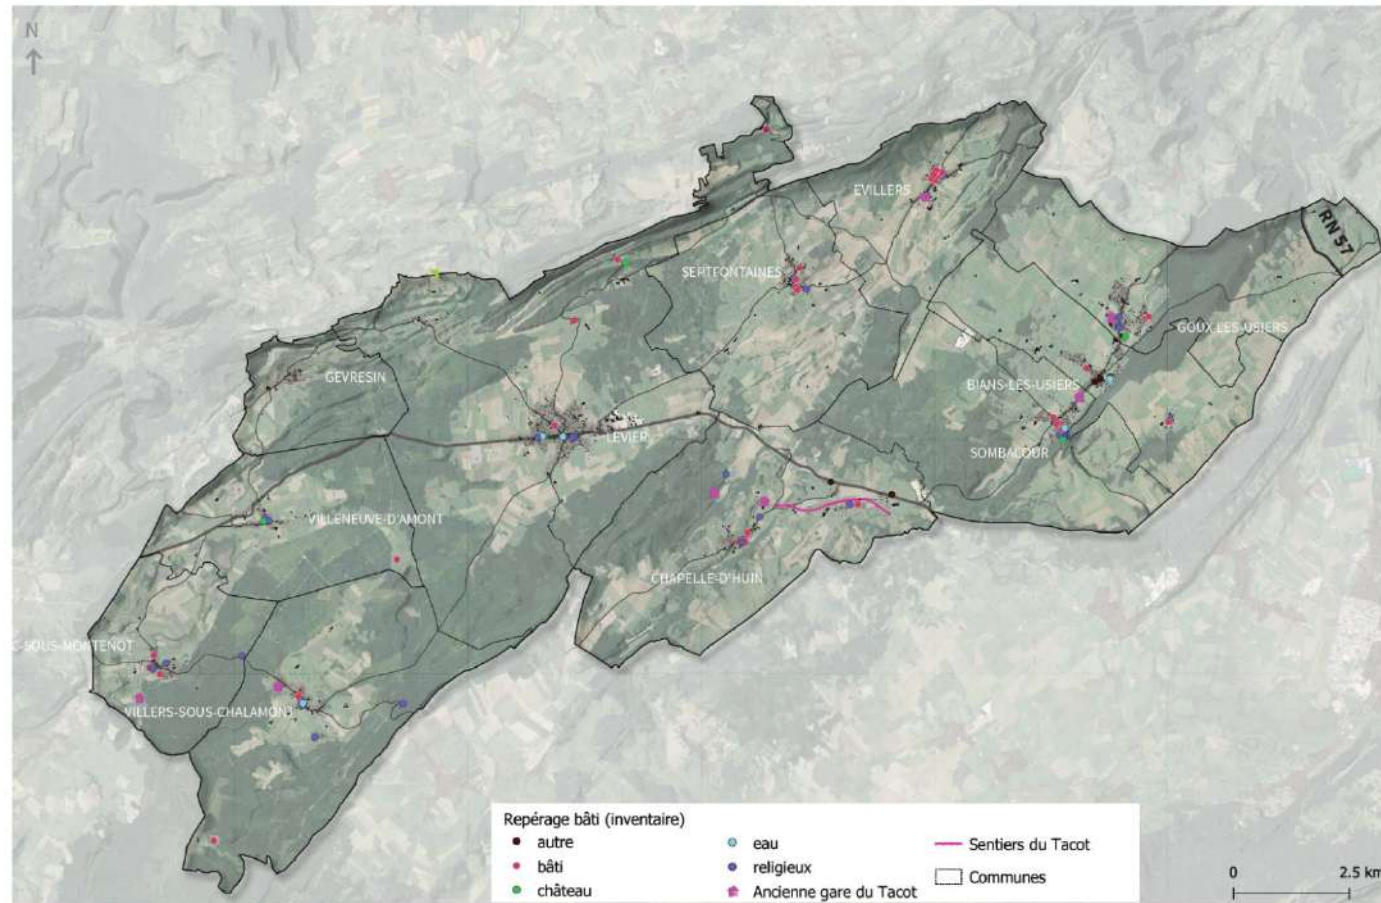 N
EVILLERS
RN 57
SEPTFONTAINES
GOUX-LES-USIERS
GEVRESIN
BIANS-LES-USIERS
LEVIER
SOMBACOUR
VILLENEUVE-D'AMONT
CHAPELLE-D'HUIN
C-SOUS-MONTENOT
VILLERS-SOUS-CHALAMONT
Repérage bâti (inventaire)
autre
bâti
château
eau
religieux
Ancienne gare du Tacot
Sentiers du Tacot
Communes
0 2.5 km